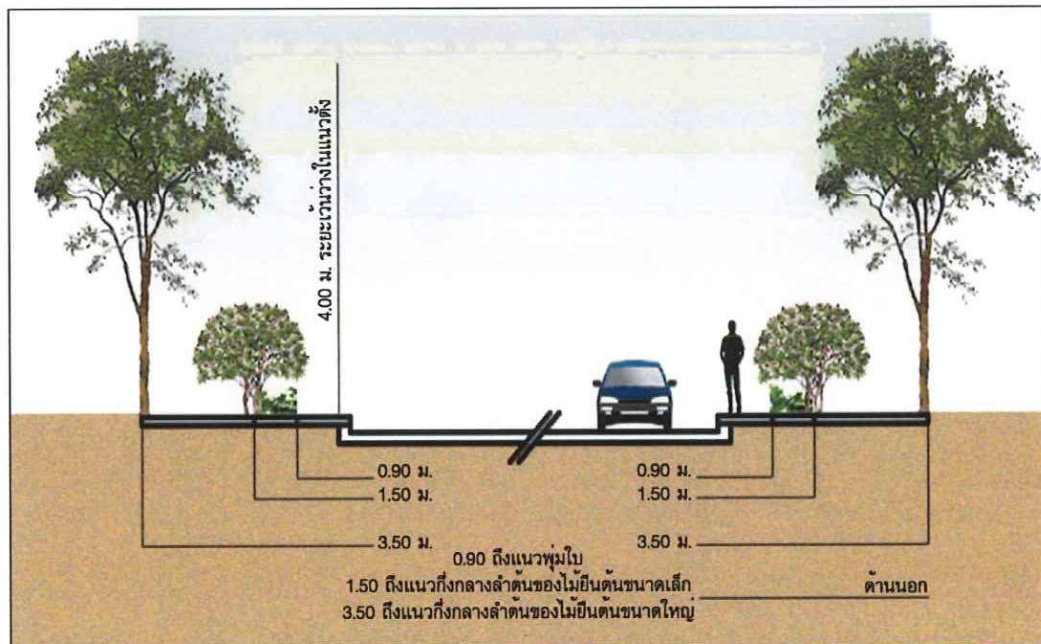 4.00 ม. ระยะเว้นว่างในแนวตั้ง
0.90 ม. 0.90 ม.
1.50 ม. 1.50 ม.
3.50 ม. 3.50 ม.
0.90 ถึงแนวพุ่มใบ
1.50 ถึงแนวกึ่งกลางลำต้นของไม้ยืนต้นขนาดเล็ก ด้านนอก
3.50 ถึงแนวกึ่งกลางลำต้นของไม้ยืนต้นขนาดใหญ่